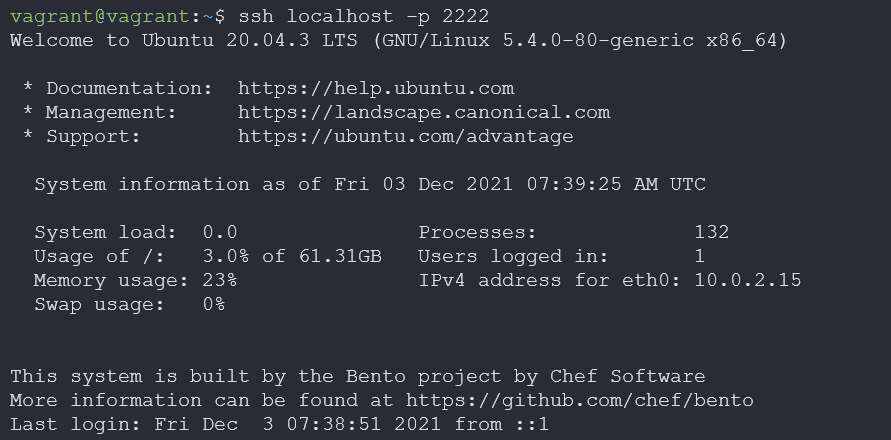 vagrant@vagrant:~$ ssh localhost -p 2222
Welcome to Ubuntu 20.04.3 LTS (GNU/Linux 5.4.0-80-generic x86_64)

 * Documentation:  https://help.ubuntu.com
 * Management:     https://landscape.canonical.com
 * Support:        https://ubuntu.com/advantage

  System information as of Fri 03 Dec 2021 07:39:25 AM UTC

  System load:  0.0               Processes:             132
  Usage of /:   3.0% of 61.31GB   Users logged in:       1
  Memory usage: 23%               IPv4 address for eth0: 10.0.2.15
  Swap usage:   0%


This system is built by the Bento project by Chef Software
More information can be found at https://github.com/chef/bento
Last login: Fri Dec  3 07:38:51 2021 from ::1